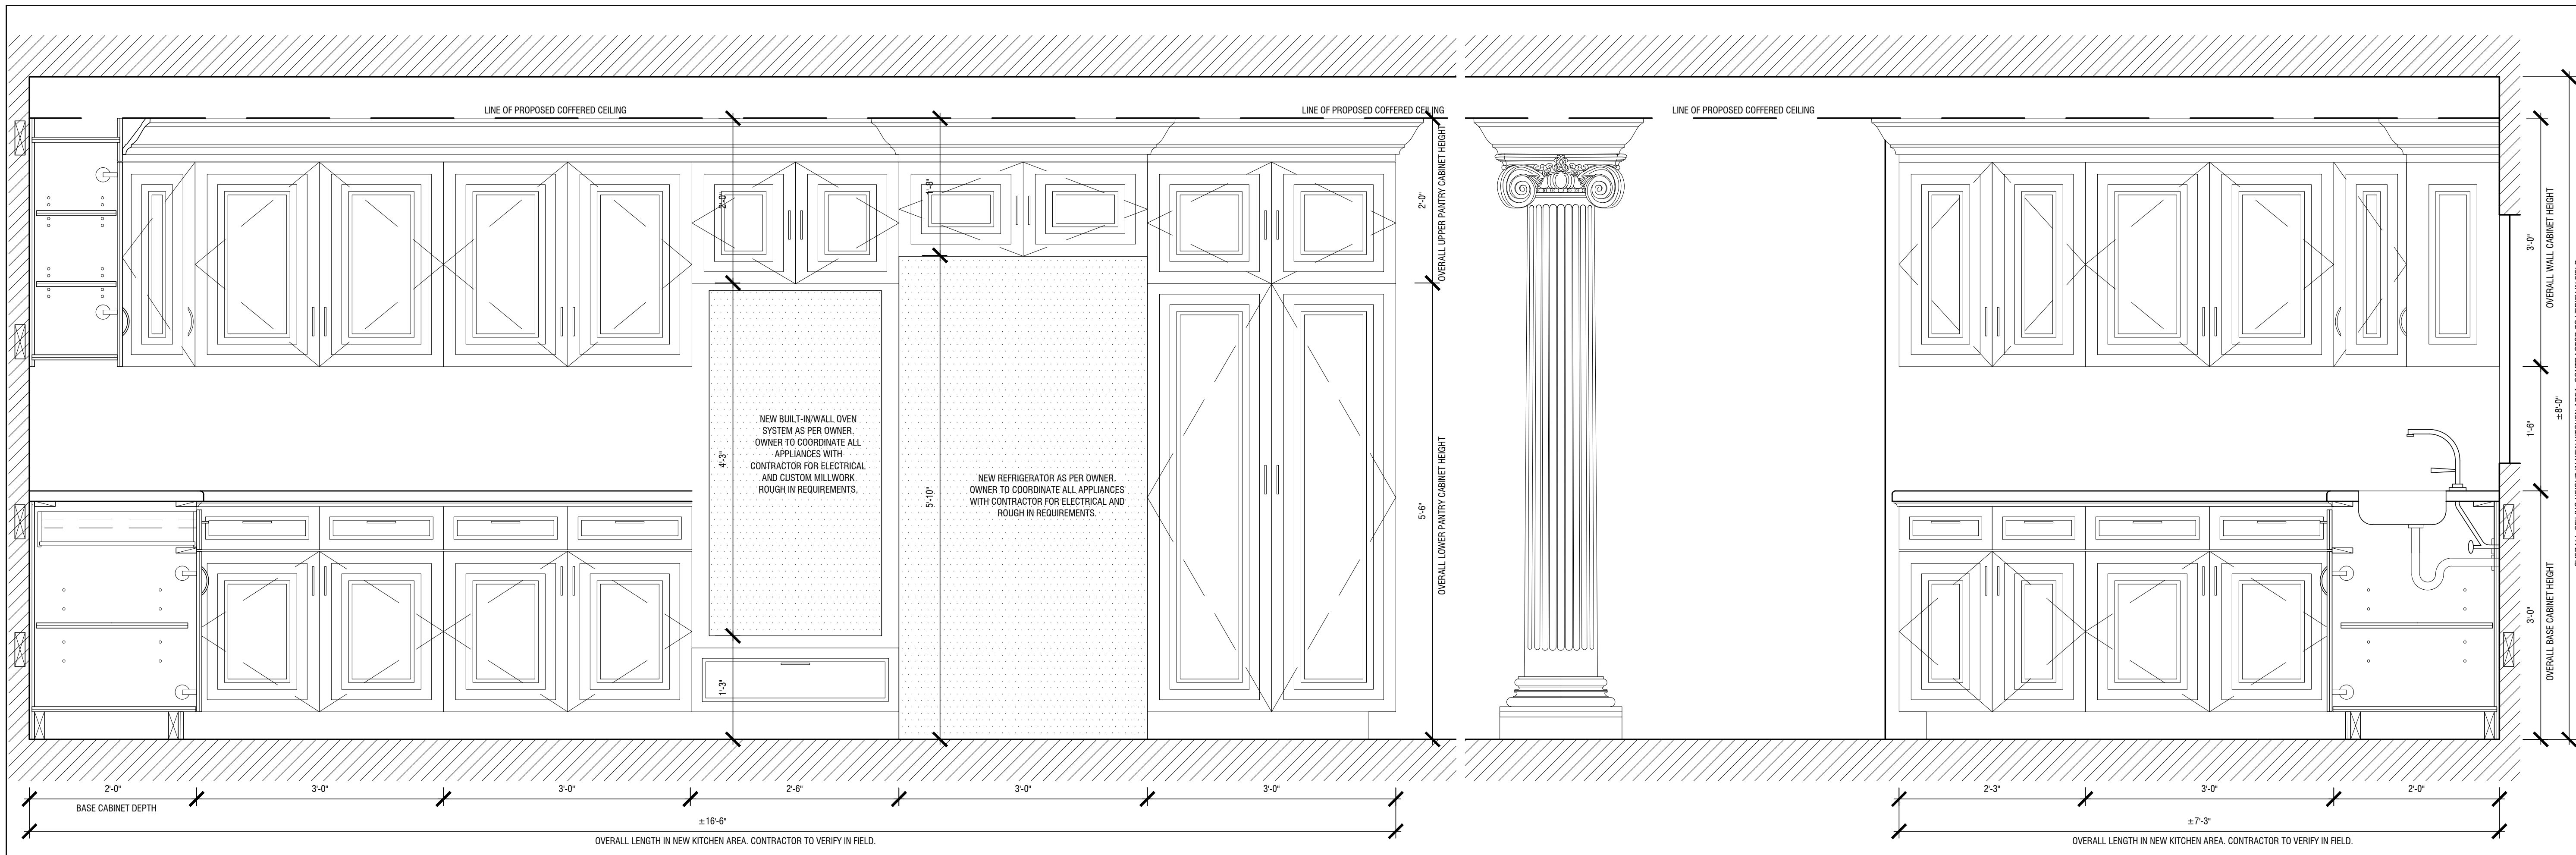 LINE OF PROPOSED COFFERED CEILING
LINE OF PROPOSED COFFERED CEILING
LINE OF PROPOSED COFFERED CEILING
2'-0"
1'-3"
2'-0"
OVERALL UPPER PANTRY CABINET HEIGHT
3'-0"
OVERALL WALL CABINET HEIGHT
NEW BUILT-IN/WALL OVEN
SYSTEM AS PER OWNER.
OWNER TO COORDINATE ALL
APPLIANCES WITH
CONTRACTOR FOR ELECTRICAL
AND CUSTOM MILLWORK
ROUGH IN REQUIREMENTS.
4'-3"
5'-10"
NEW REFRIGERATOR AS PER OWNER.
OWNER TO COORDINATE ALL APPLIANCES
WITH CONTRACTOR FOR ELECTRICAL AND
ROUGH IN REQUIREMENTS.
5'-6"
OVERALL LOWER PANTRY CABINET HEIGHT
1'-6"
±8'-0"
3'-0"
OVERALL BASE CABINET HEIGHT
1'-3"
2'-0"
3'-0"
3'-0"
2'-6"
3'-0"
3'-0"
BASE CABINET DEPTH
±16'-6"
OVERALL LENGTH IN NEW KITCHEN AREA. CONTRACTOR TO VERIFY IN FIELD.
2'-3"
3'-0"
2'-0"
±7'-3"
OVERALL LENGTH IN NEW KITCHEN AREA. CONTRACTOR TO VERIFY IN FIELD.